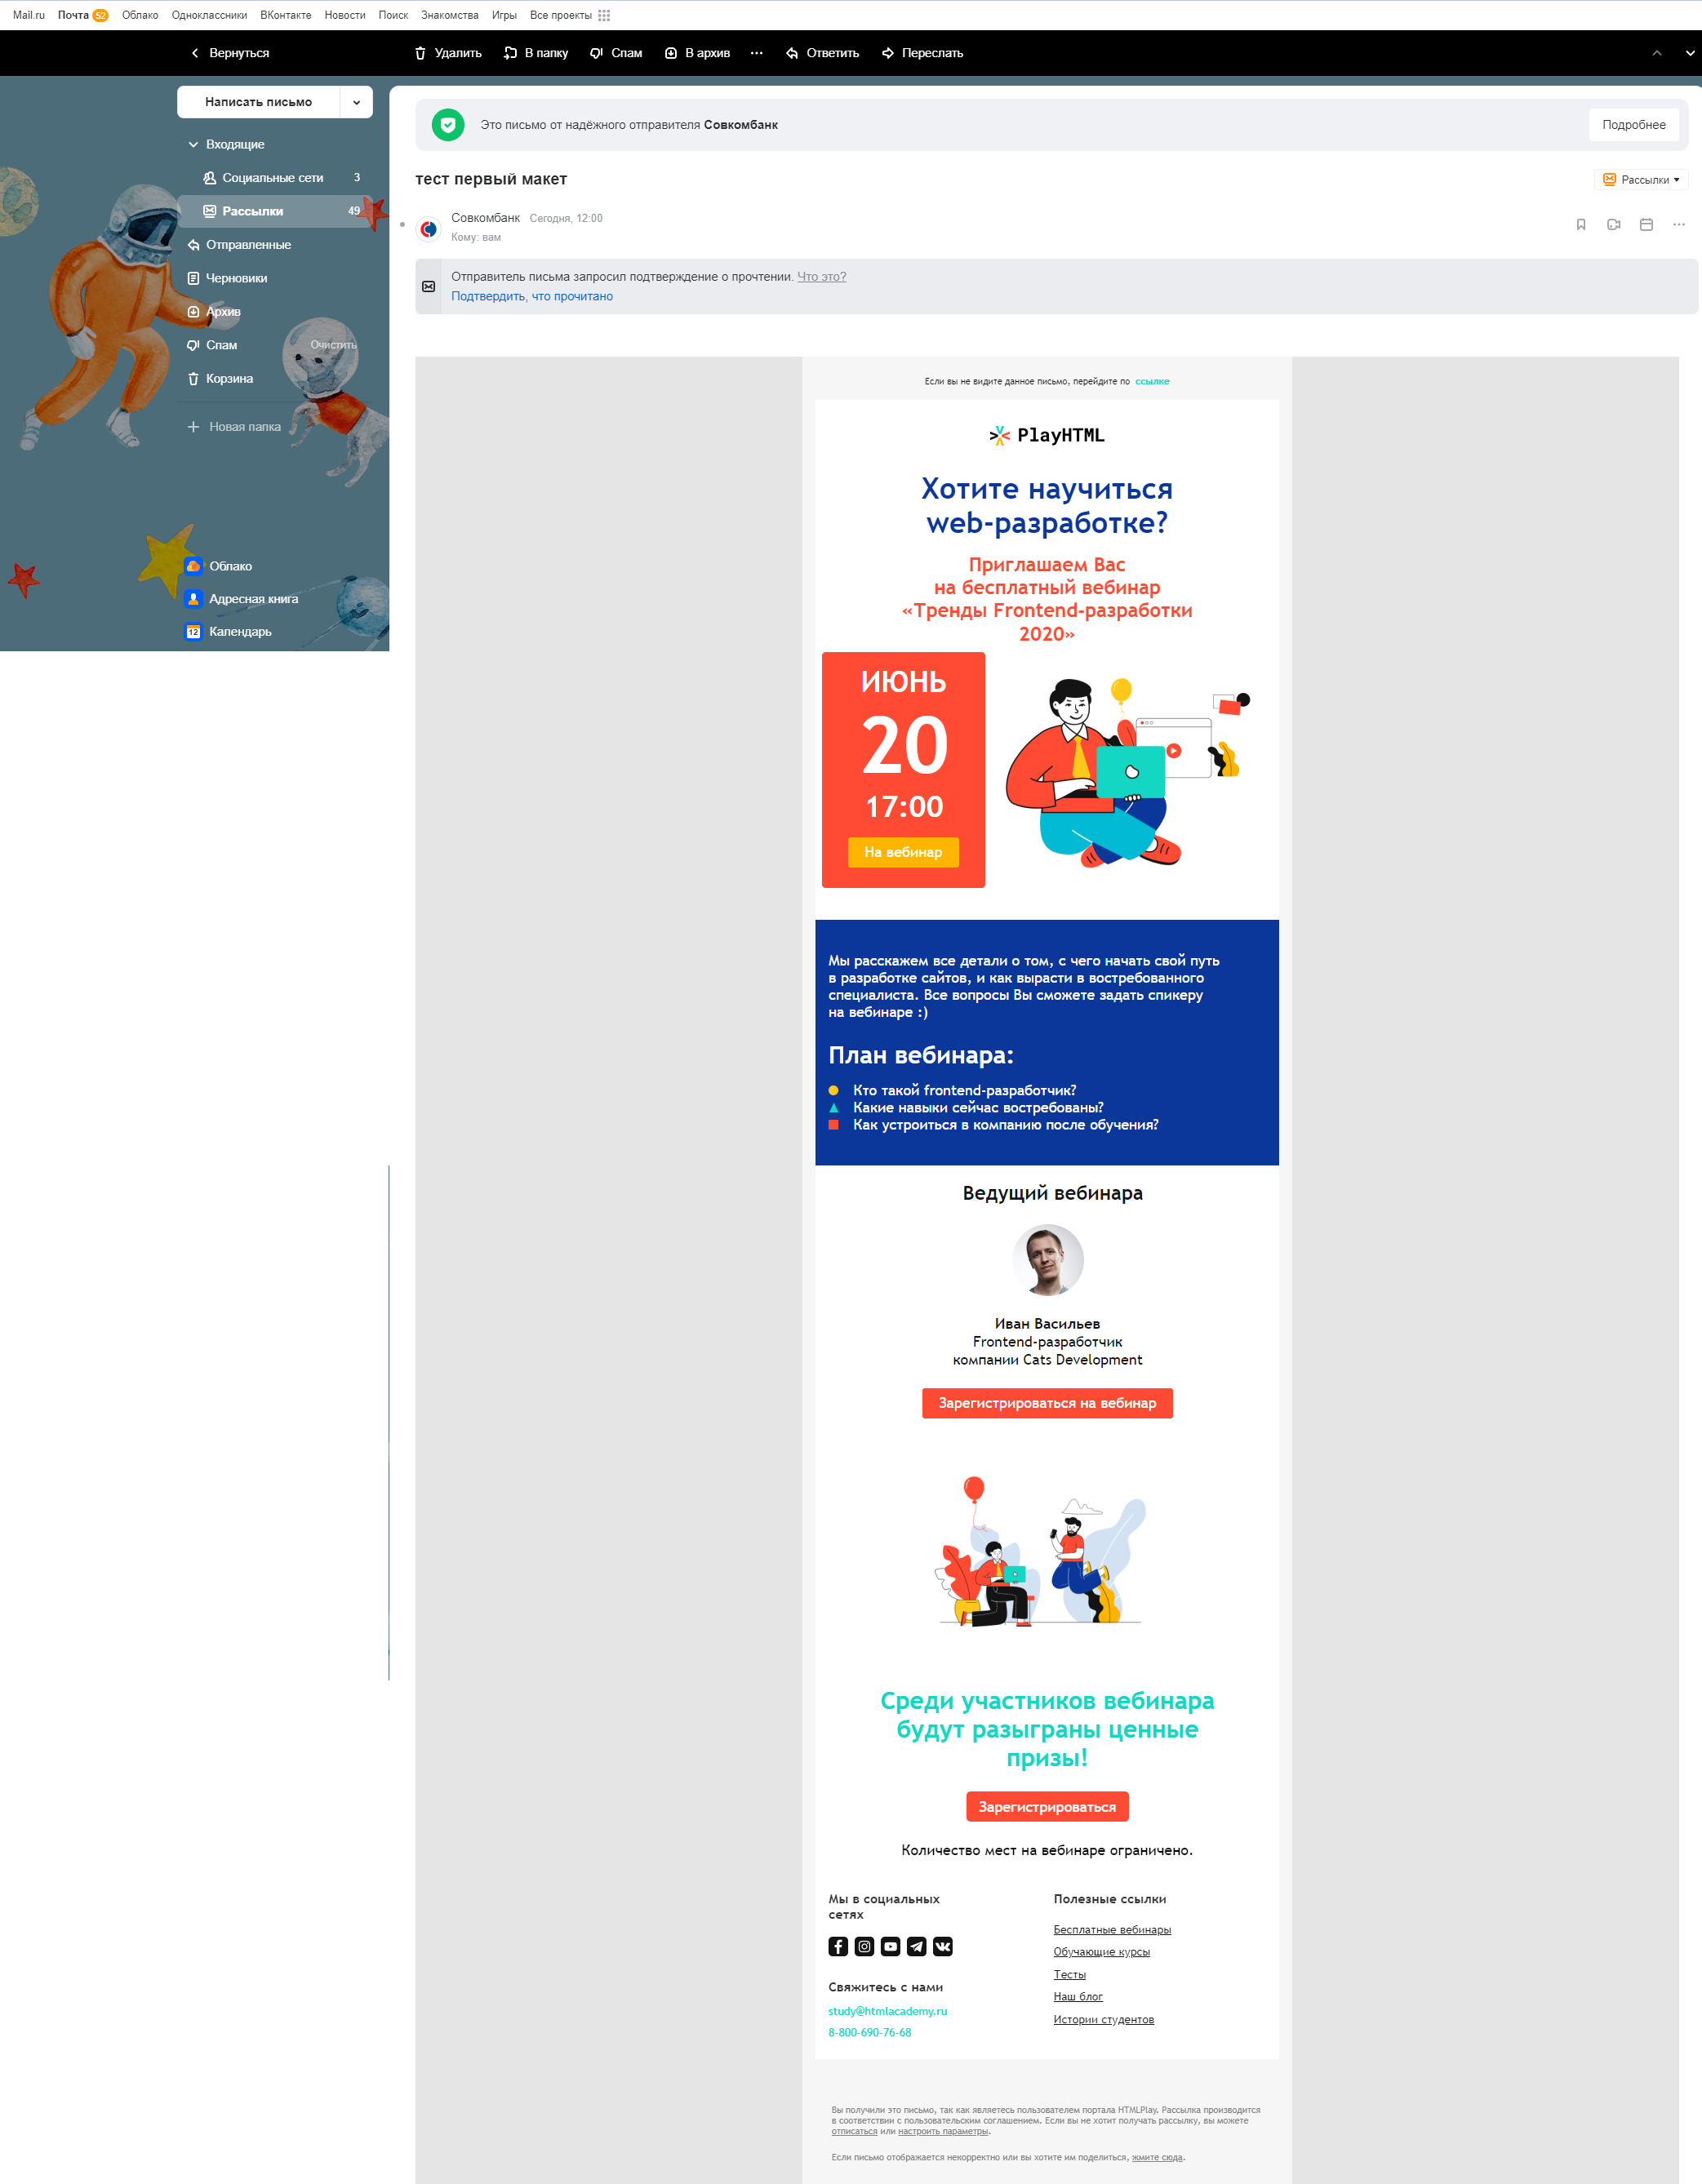 Mail.ru Почта 52 Облако Одноклассники ВКонтакте Новости Поиск Знакомства Игры Все проекты
Вернуться Удалить В папку Спам В архив Ответить Переслать
Написать письмо
Входящие
Социальные сети 3
Рассылки 49
Отправленные
Черновики
Архив
Спам Очистить
Корзина
Новая папка
Облако
Адресная книга
12 Календарь
Это письмо от надёжного отправителя Совкомбанк Подробнее
тест первый макет Рассылки
Совкомбанк Сегодня, 12:00
Кому: вам
Отправитель письма запросил подтверждение о прочтении. Что это?
Подтвердить, что прочитано
Если вы не видите данное письмо, перейдите по ссылке
PlayHTML
Хотите научиться
web-разработке?
Приглашаем Вас
на бесплатный вебинар
«Тренды Frontend-разработки
2020»
ИЮНЬ
20
17:00
На вебинар
Мы расскажем все детали о том, с чего начать свой путь
в разработке сайтов, и как вырасти в востребованного
специалиста. Все вопросы Вы сможете задать спикеру
на вебинаре :)
План вебинара:
Кто такой frontend-разработчик?
Какие навыки сейчас востребованы?
Как устроиться в компанию после обучения?
Ведущий вебинара
Иван Васильев
Frontend-разработчик
компании Cats Development
Зарегистрироваться на вебинар
Среди участников вебинара
будут разыграны ценные
призы!
Зарегистрироваться
Количество мест на вебинаре ограничено.
Мы в социальных
сетях
Свяжитесь с нами
study@htmlacademy.ru
8-800-690-76-68
Полезные ссылки
Бесплатные вебинары
Обучающие курсы
Тесты
Наш блог
Истории студентов
Вы получили это письмо, так как являетесь пользователем портала HTMLPlay. Рассылка производится
в соответствии с пользовательским соглашением. Если вы не хотит получать рассылку, вы можете
отписаться или настроить параметры.
Если письмо отображается некорректно или вы хотите им поделиться, жмите сюда.